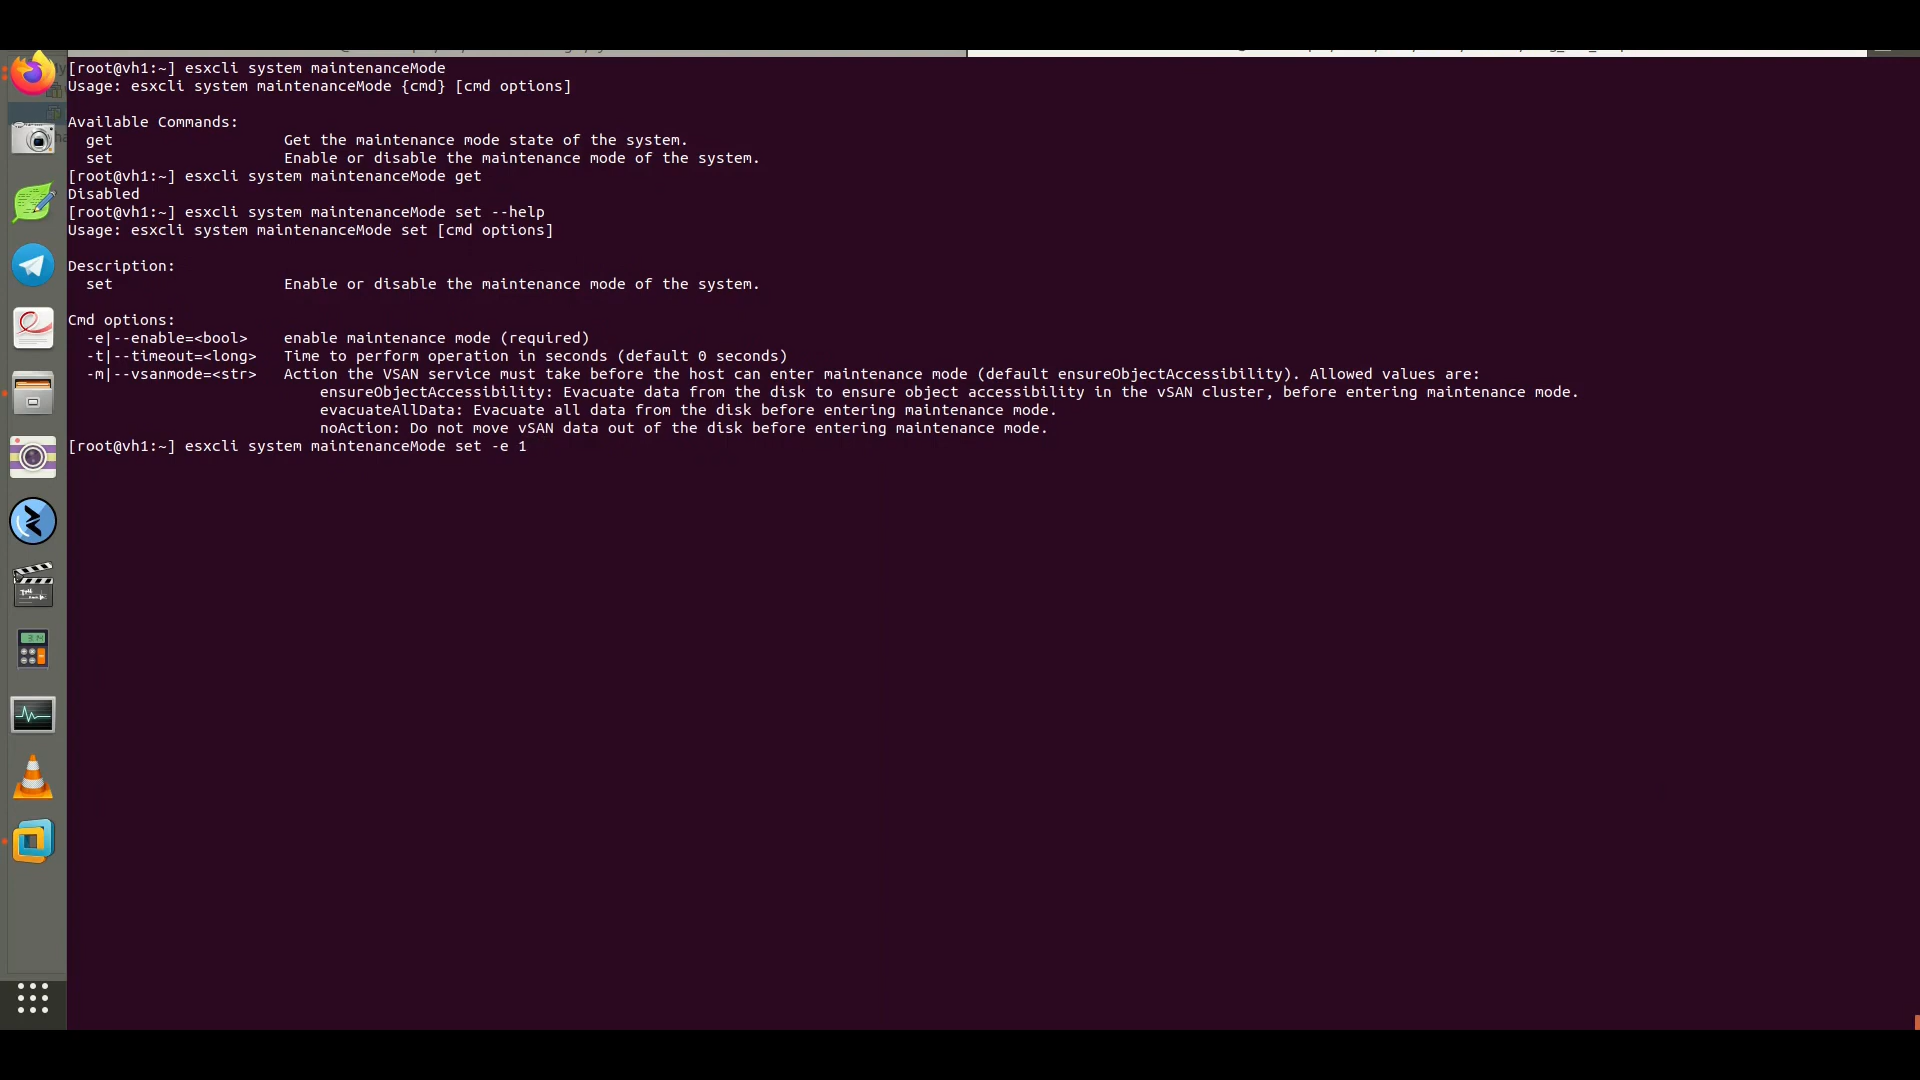 [root@vh1:~] esxcli system maintenanceMode
Usage: esxcli system maintenanceMode {cmd} [cmd options]

Available Commands:
  get                   Get the maintenance mode state of the system.
  set                   Enable or disable the maintenance mode of the system.
[root@vh1:~] esxcli system maintenanceMode get
Disabled
[root@vh1:~] esxcli system maintenanceMode set --help
Usage: esxcli system maintenanceMode set [cmd options]

Description:
  set                   Enable or disable the maintenance mode of the system.

Cmd options:
  -e|--enable=<bool>    enable maintenance mode (required)
  -t|--timeout=<long>   Time to perform operation in seconds (default 0 seconds)
  -m|--vsanmode=<str>   Action the VSAN service must take before the host can enter maintenance mode (default ensureObjectAccessibility). Allowed values are:
                            ensureObjectAccessibility: Evacuate data from the disk to ensure object accessibility in the vSAN cluster, before entering maintenance mode.
                            evacuateAllData: Evacuate all data from the disk before entering maintenance mode.
                            noAction: Do not move vSAN data out of the disk before entering maintenance mode.
[root@vh1:~] esxcli system maintenanceMode set -e 1